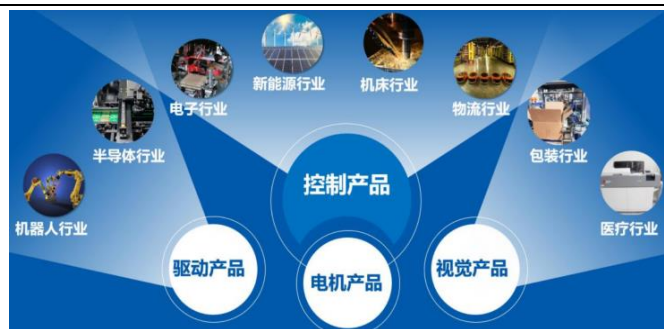 新能源行业
机床行业
电子行业
物流行业
半导体行业
包装行业
机器人行业
医疗行业
控制产品
驱动产品
电机产品
视觉产品